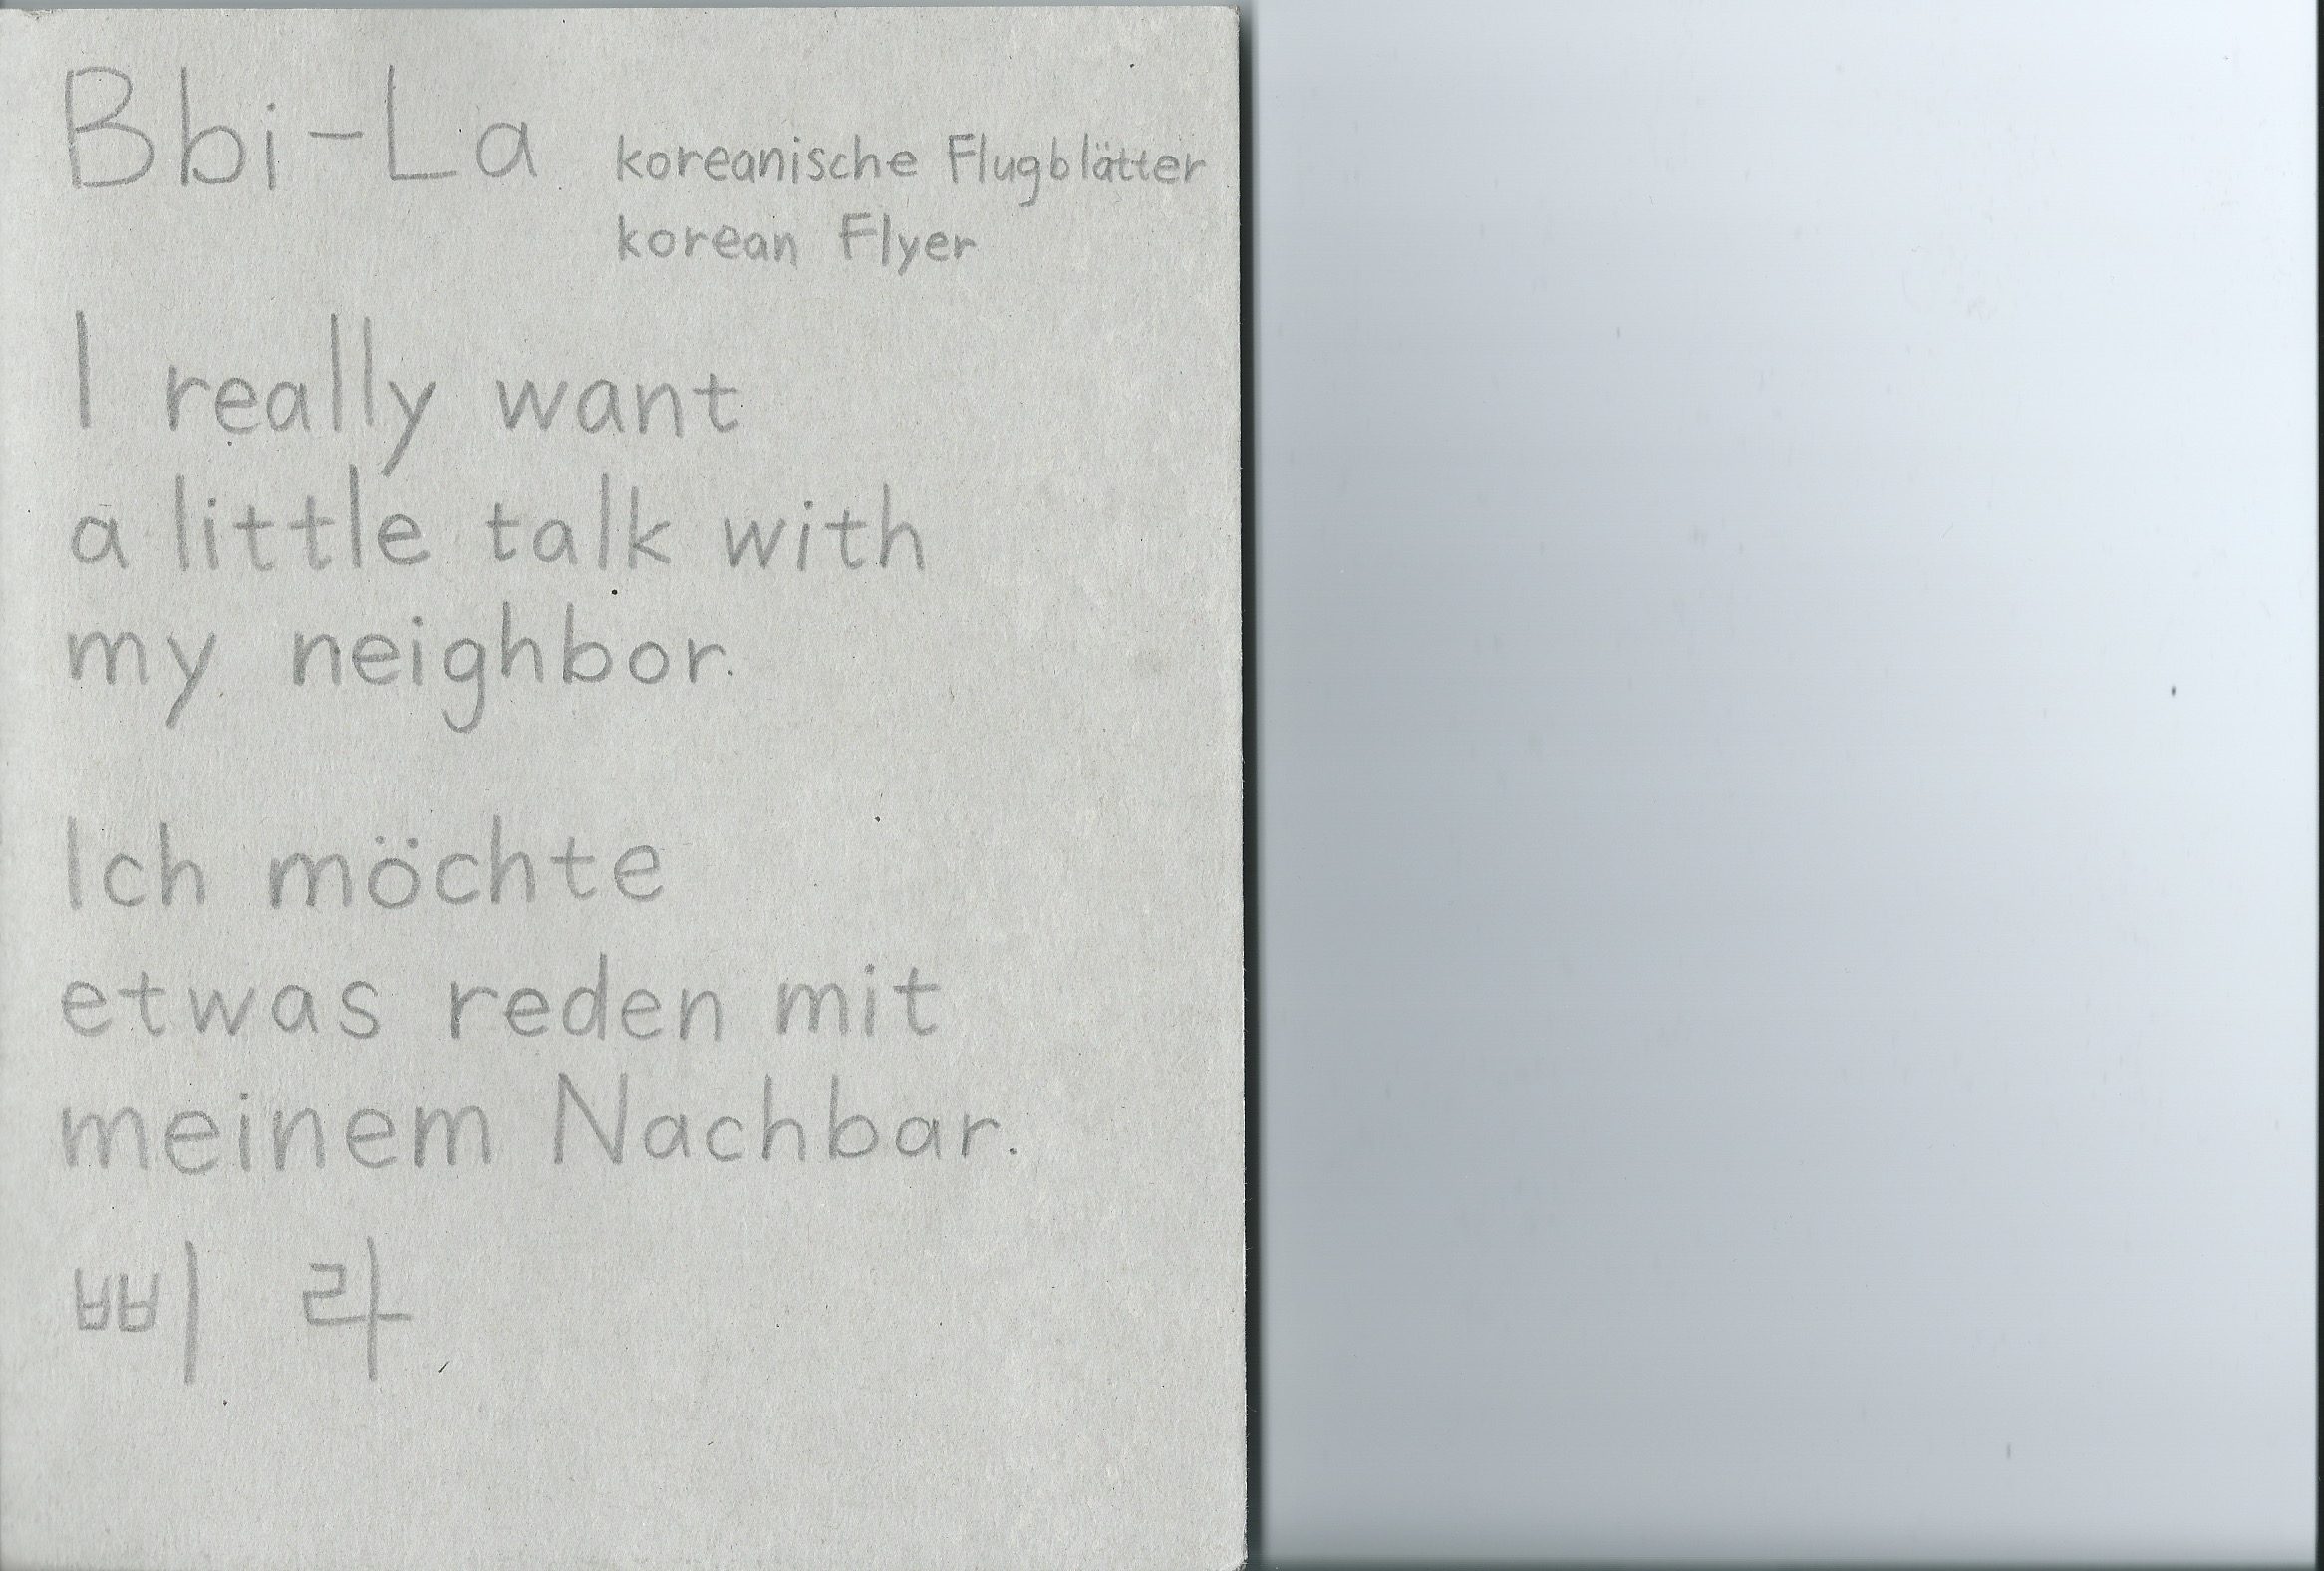 Bbi-La koreanische Flugblätter
korean Flyer
I really want
a little talk with
my neighbor.
Ich möchte
etwas reden mit
meinem Nachbar.
삐 라